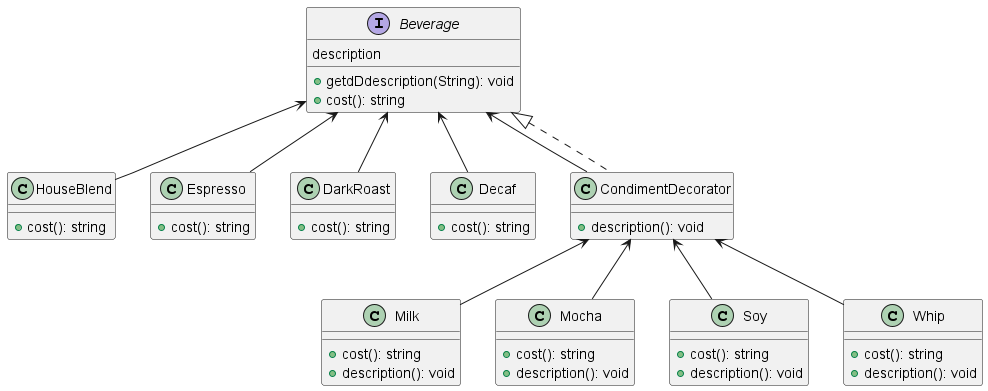 I Beverage
description
getdDdescription(String): void
cost(): string
C HouseBlend
cost(): string
C Espresso
cost(): string
C DarkRoast
cost(): string
C Decaf
cost(): string
C CondimentDecorator
description(): void
C Milk
cost(): string
description(): void
C Mocha
cost(): string
description(): void
C Soy
cost(): string
description(): void
C Whip
cost(): string
description(): void